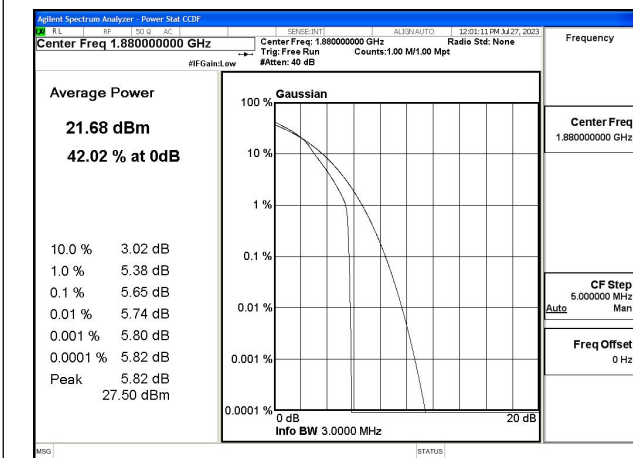 Agilent Spectrum Analyzer - Power Stat CCDF
RL RF 50 Ω AC SENSE:INT ALIGN AUTO 12:01:11 PM Jul 27, 2023
Center Freq 1.880000000 GHz
Center Freq: 1.880000000 GHz Radio Std: None
Trig: Free Run Counts:1.00 M/1.00 Mpt
#IFGain:Low #Atten: 40 dB
Frequency
Average Power
21.68 dBm
42.02 % at 0dB
10.0 % 3.02 dB
1.0 % 5.38 dB
0.1 % 5.65 dB
0.01 % 5.74 dB
0.001 % 5.80 dB
0.0001 % 5.82 dB
Peak 5.82 dB
27.50 dBm
Gaussian
100 %
10 %
1 %
0.1 %
0.01 %
0.001 %
0.0001 %
0 dB 20 dB
Info BW 3.0000 MHz
Center Freq
1.880000000 GHz
CF Step
5.000000 MHz
Auto Man
Freq Offset
0 Hz
MSG STATUS